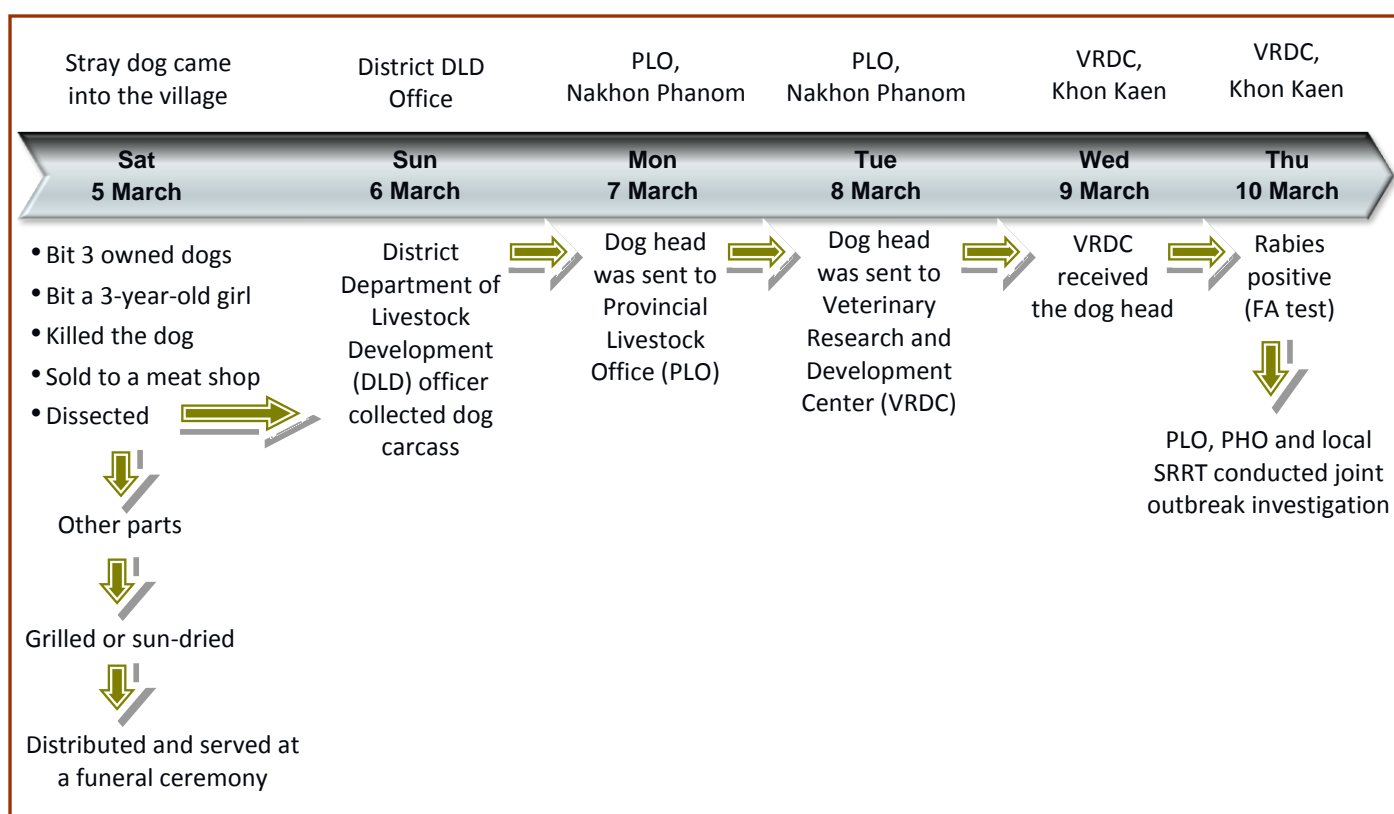 Stray dog came
into the village
District DLD
Office
PLO,
Nakhon Phanom
PLO,
Nakhon Phanom
VRDC,
Khon Kaen
VRDC,
Khon Kaen
Sat
5 March
Sun
6 March
Mon
7 March
Tue
8 March
Wed
9 March
Thu
10 March
• Bit 3 owned dogs
• Bit a 3-year-old girl
• Killed the dog
• Sold to a meat shop
• Dissected
Other parts
Grilled or sun-dried
Distributed and served at
a funeral ceremony
District
Department of
Livestock
Development
(DLD) officer
collected dog
carcass
Dog head
was sent to
Provincial
Livestock
Office (PLO)
Dog head
was sent to
Veterinary
Research and
Development
Center (VRDC)
VRDC
received
the dog head
Rabies
positive
(FA test)
PLO, PHO and local
SRRT conducted joint
outbreak investigation